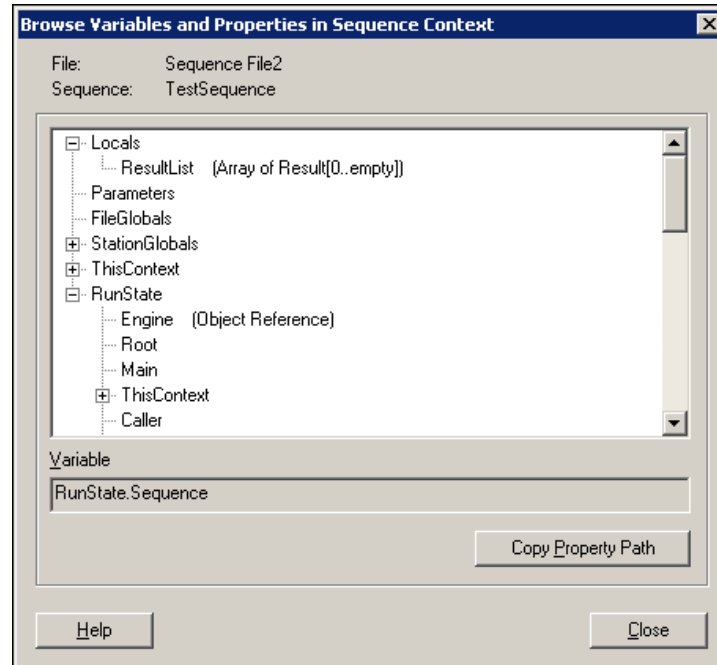 Browse Variables and Properties in Sequence Context
File: Sequence File2
Sequence: TestSequence
Locals
ResultList (Array of Result[0..empty])
Parameters
FileGlobals
StationGlobals
ThisContext
RunState
Engine (Object Reference)
Root
Main
ThisContext
Caller
Variable
RunState.Sequence
Copy Property Path
Help
Close